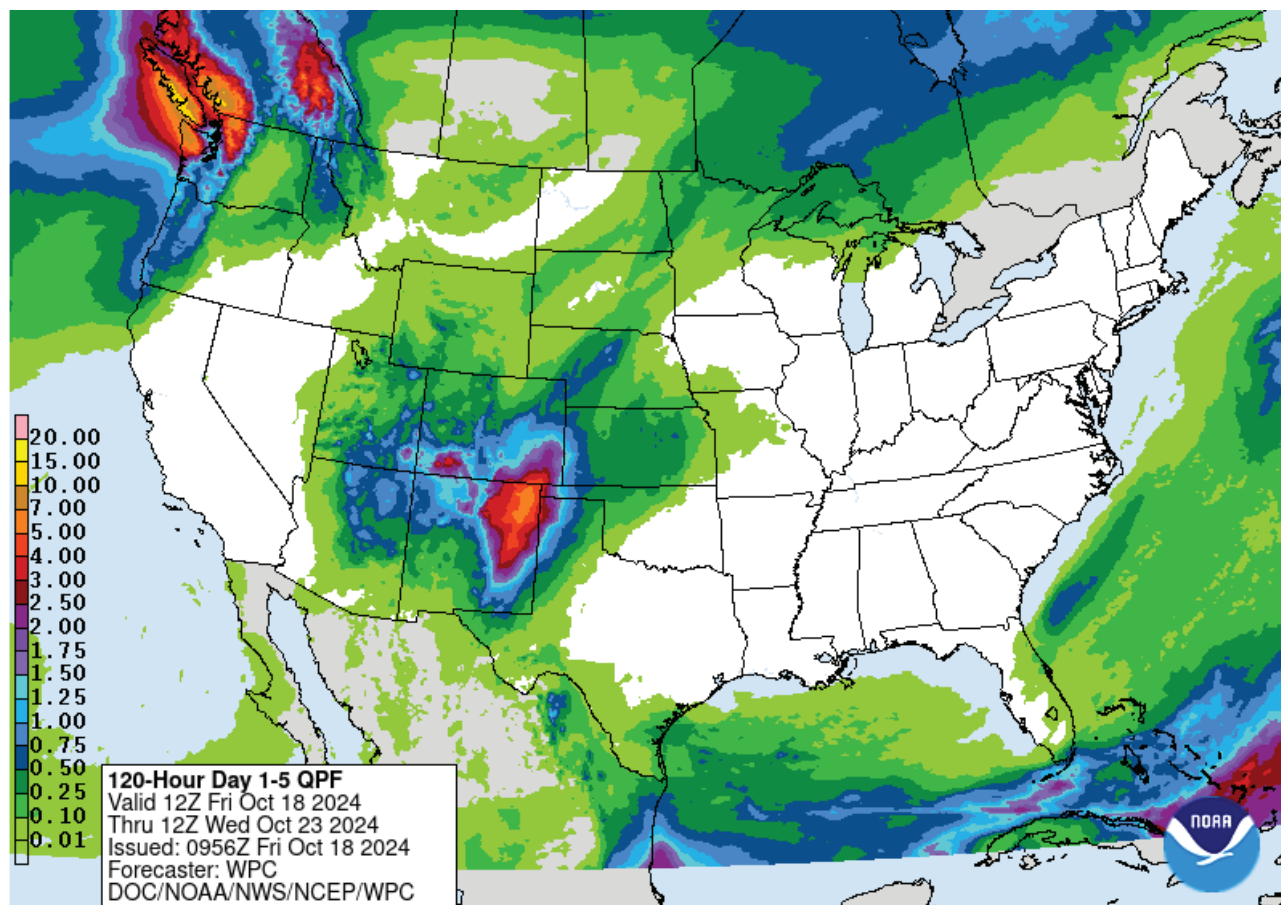 20.00
15.00
10.00
7.00
5.00
4.00
3.00
2.50
2.00
1.75
1.50
1.25
1.00
0.75
0.50
0.25
0.10
0.01
120-Hour Day 1-5 QPF
Valid 12Z Fri Oct 18 2024
Thru 12Z Wed Oct 23 2024
Issued: 0956Z Fri Oct 18 2024
Forecaster: WPC
DOC/NOAA/NWS/NCEP/WPC
NOAA